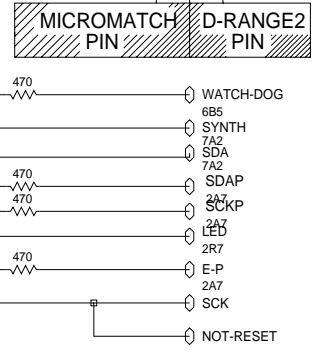 MICROMATCH
PIN
D-RANGE2
PIN
470
WATCH-DOG
6B5
SYNTH
7A2
SDA
7A2
470
SDAP
2A7
470
SCKP
2A7
LED
2R7
470
E-P
2A7
SCK
NOT-RESET